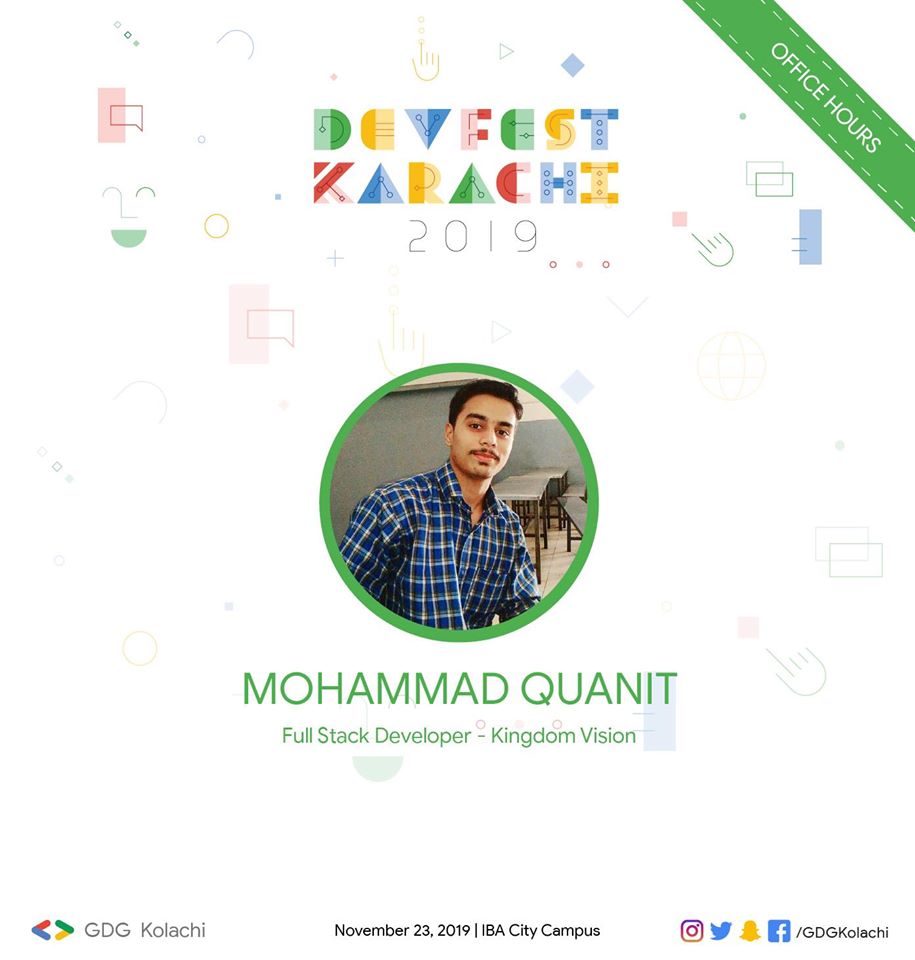 OFFICE HOURS
DEVFEST
KARACHI
2019
MOHAMMAD QUANIT
Full Stack Developer - Kingdom Vision
GDG Kolachi
November 23, 2019 | IBA City Campus
/GDGKolachi